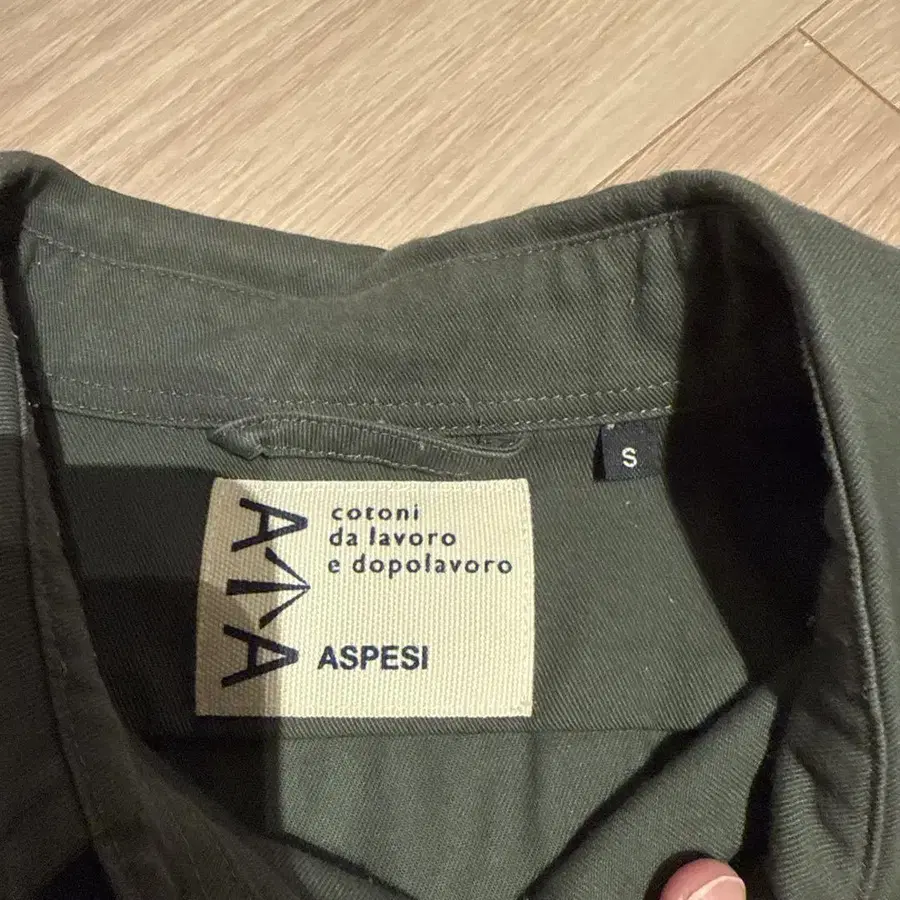 S
cotoni
da lavoro
e dopolavoro
ASPESI